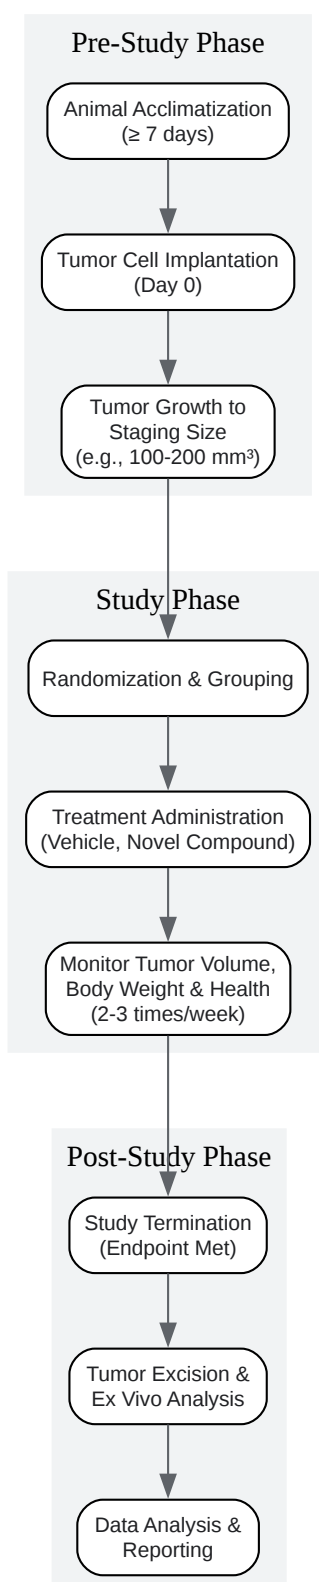 Pre-Study Phase
Animal Acclimatization
(≥ 7 days)
Tumor Cell Implantation
(Day 0)
Tumor Growth to
Staging Size
(e.g., 100-200 mm³)
Study Phase
Randomization & Grouping
Treatment Administration
(Vehicle, Novel Compound)
Monitor Tumor Volume,
Body Weight & Health
(2-3 times/week)
Post-Study Phase
Study Termination
(Endpoint Met)
Tumor Excision &
Ex Vivo Analysis
Data Analysis &
Reporting